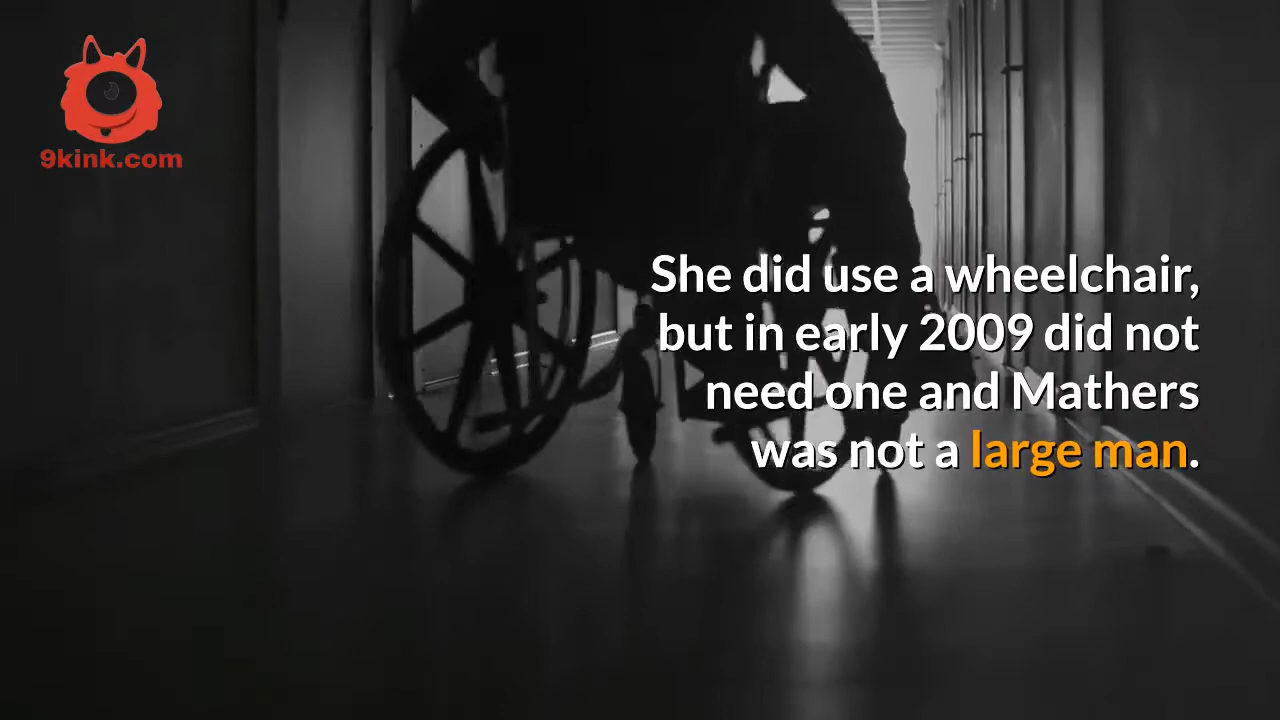 9kink.com
She did use a wheelchair,
but in early 2009 did not
need one and Mathers
was not a large man.